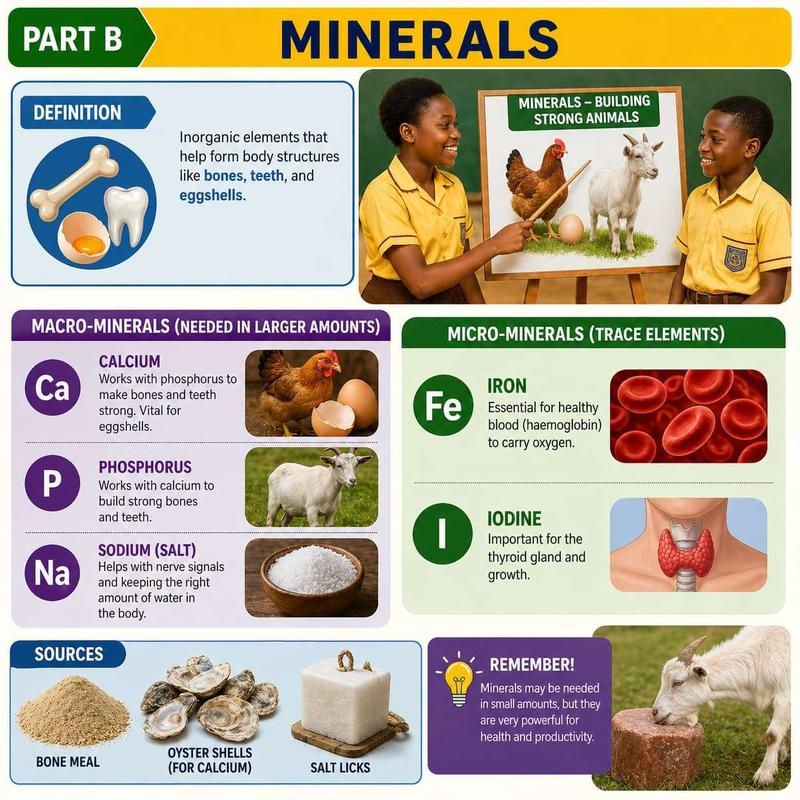 PART B
MINERALS
DEFINITION
Inorganic elements that
help form body structures
like bones, teeth, and
eggshells.
MINERALS – BUILDING
STRONG ANIMALS
MACRO-MINERALS (NEEDED IN LARGER AMOUNTS)
Ca
CALCIUM
Works with phosphorus to
make bones and teeth
strong. Vital for
eggshells.
P
PHOSPHORUS
Works with calcium to
build strong bones
and teeth.
Na
SODIUM (SALT)
Helps with nerve signals
and keeping the right
amount of water in
the body.
MICRO-MINERALS (TRACE ELEMENTS)
Fe
IRON
Essential for healthy
blood (haemoglobin)
to carry oxygen.
I
IODINE
Important for the
thyroid gland and
growth.
SOURCES
BONE MEAL
OYSTER SHELLS
(FOR CALCIUM)
SALT LICKS
REMEMBER!
Minerals may be needed
in small amounts, but they
are very powerful for
health and productivity.